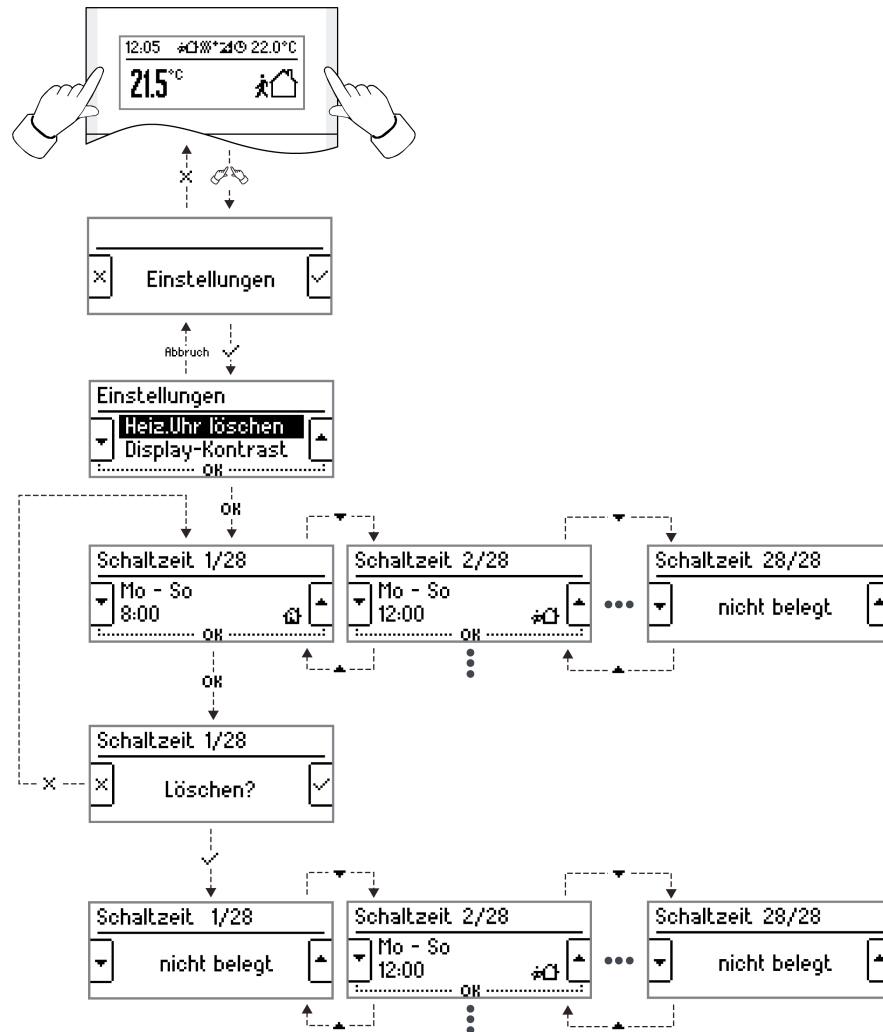 12:05 22.0°C
21.5°C
Einstellungen
Abbruch
Einstellungen
Heiz.Uhr löschen
Display-Kontrast
OK
OK
Schaltzeit 1/28
Mo - So
8:00
OK
Schaltzeit 2/28
Mo - So
12:00
OK
Schaltzeit 28/28
nicht belegt
OK
Schaltzeit 1/28
Löschen?
Schaltzeit 1/28
nicht belegt
Schaltzeit 2/28
Mo - So
12:00
OK
Schaltzeit 28/28
nicht belegt